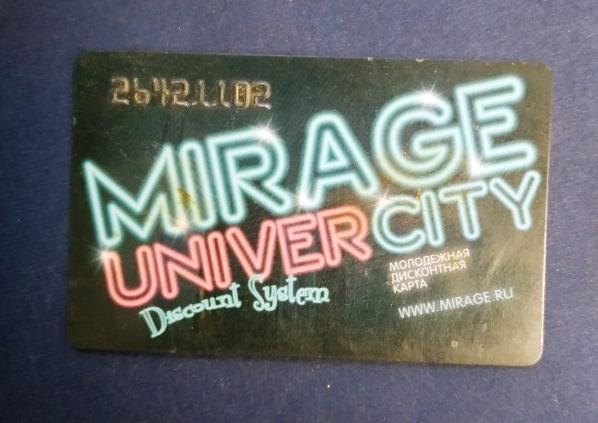 26421102
MIRAGE
UNIVERCITY
Discount System
МОЛОДЕЖНАЯ
ДИСКОНТНАЯ
КАРТА
WWW.MIRAGE.RU